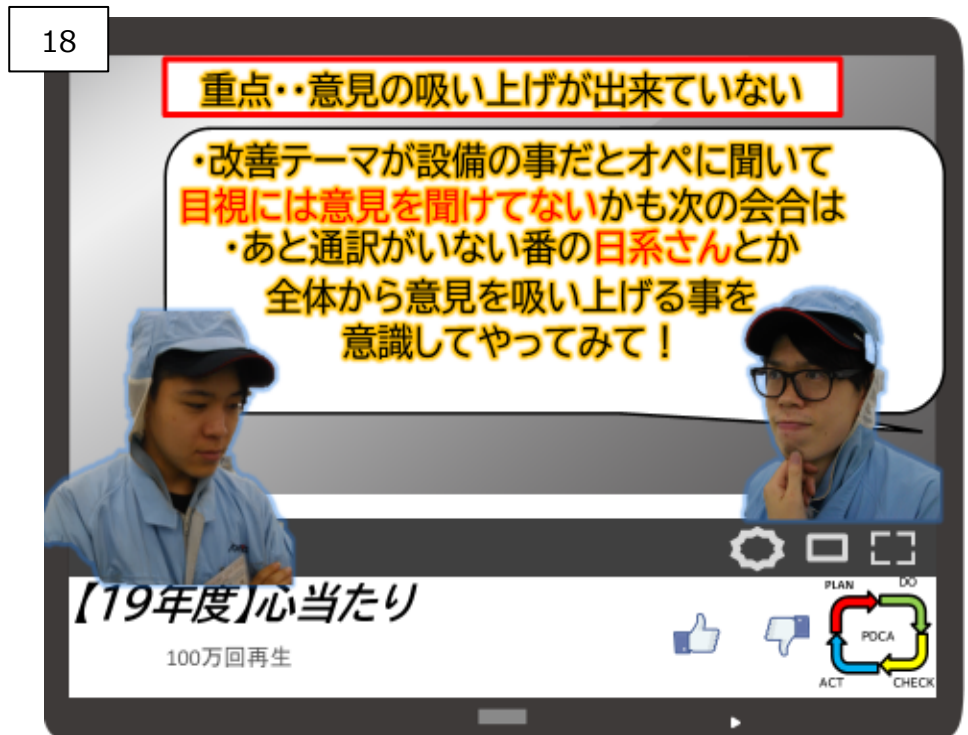 18
重点・・意見の吸い上げが出来ていない
・改善テーマが設備の事だとオペに聞いて
目視には意見を聞けてないかも次の会合は
・あと通訳がいない番の日系さんとか
全体から意見を吸い上げる事を
意識してやってみて！
【19年度】心当たり
100万回再生
PLAN
DO
PDCA
ACT
CHECK